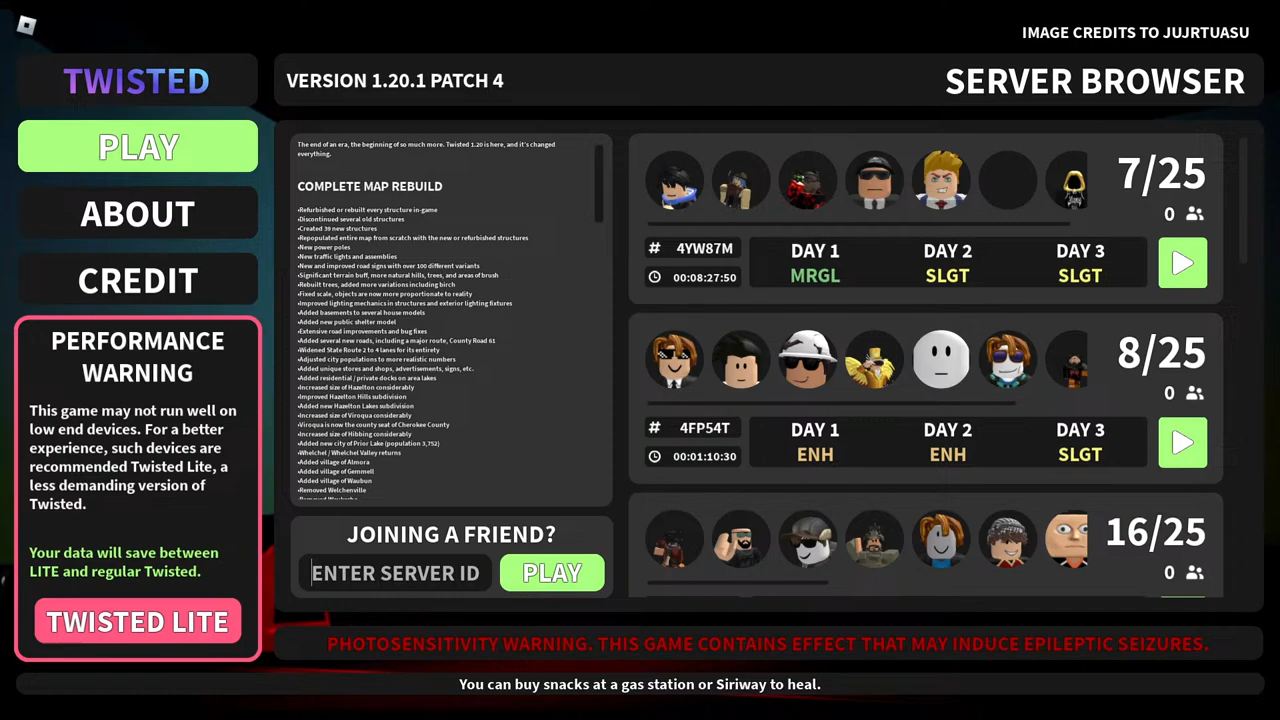 IMAGE CREDITS TO JUJRTUASU
TWISTED
VERSION 1.20.1 PATCH 4
SERVER BROWSER
PLAY
ABOUT
CREDIT
PERFORMANCE
WARNING
This game may not run well on
low end devices. For a better
experience, such devices are
recommended Twisted Lite, a
less demanding version of
Twisted.
Your data will save between
LITE and regular Twisted.
TWISTED LITE
The end of an era, the beginning of so much more. Twisted 1.20 is here, and it's changed
everything.
COMPLETE MAP REBUILD
•Refurbished or rebuilt every structure in-game
•Discontinued several old structures
•Created 39 new structures
•Repopulated entire map from scratch with the new or refurbished structures
•New power poles
•New traffic lights and assemblies
•New and improved road signs with over 100 different variants
•Significant terrain buff, more natural hills, trees, and areas of brush
•Rebuilt trees, added more variations including birch
•Fixed scale, objects are now more proportionate to reality
•Improved lighting mechanics in structures and exterior lighting fixtures
•Added basements to several house models
•Added new public shelter model
•Extensive road improvements and bug fixes
•Added several new roads, including a major route, County Road 61
•Widened State Route 2 to 4 lanes for its entirety
•Adjusted city populations to more realistic numbers
•Added unique stores and shops, advertisements, signs, etc.
•Added residential / private docks on area lakes
•Increased size of Hazelton considerably
•Improved Hazelton Hills subdivision
•Added new Hazelton Lakes subdivision
•Increased size of Viroqua considerably
•Viroqua is now the county seat of Cherokee County
•Increased size of Hibbing considerably
•Added new city of Prior Lake (population 3,752)
•Whelchel / Whelchel Valley returns
•Added village of Almora
•Added village of Gemmell
•Added village of Waubun
•Removed Welchenville
JOINING A FRIEND?
ENTER SERVER ID
PLAY
7/25
0
# 4YW87M
00:08:27:50
DAY 1 DAY 2 DAY 3
MRGL SLGT SLGT
8/25
0
# 4FP54T
00:01:10:30
DAY 1 DAY 2 DAY 3
ENH ENH SLGT
16/25
0
PHOTOSENSITIVITY WARNING. THIS GAME CONTAINS EFFECT THAT MAY INDUCE EPILEPTIC SEIZURES.
You can buy snacks at a gas station or Siriway to heal.